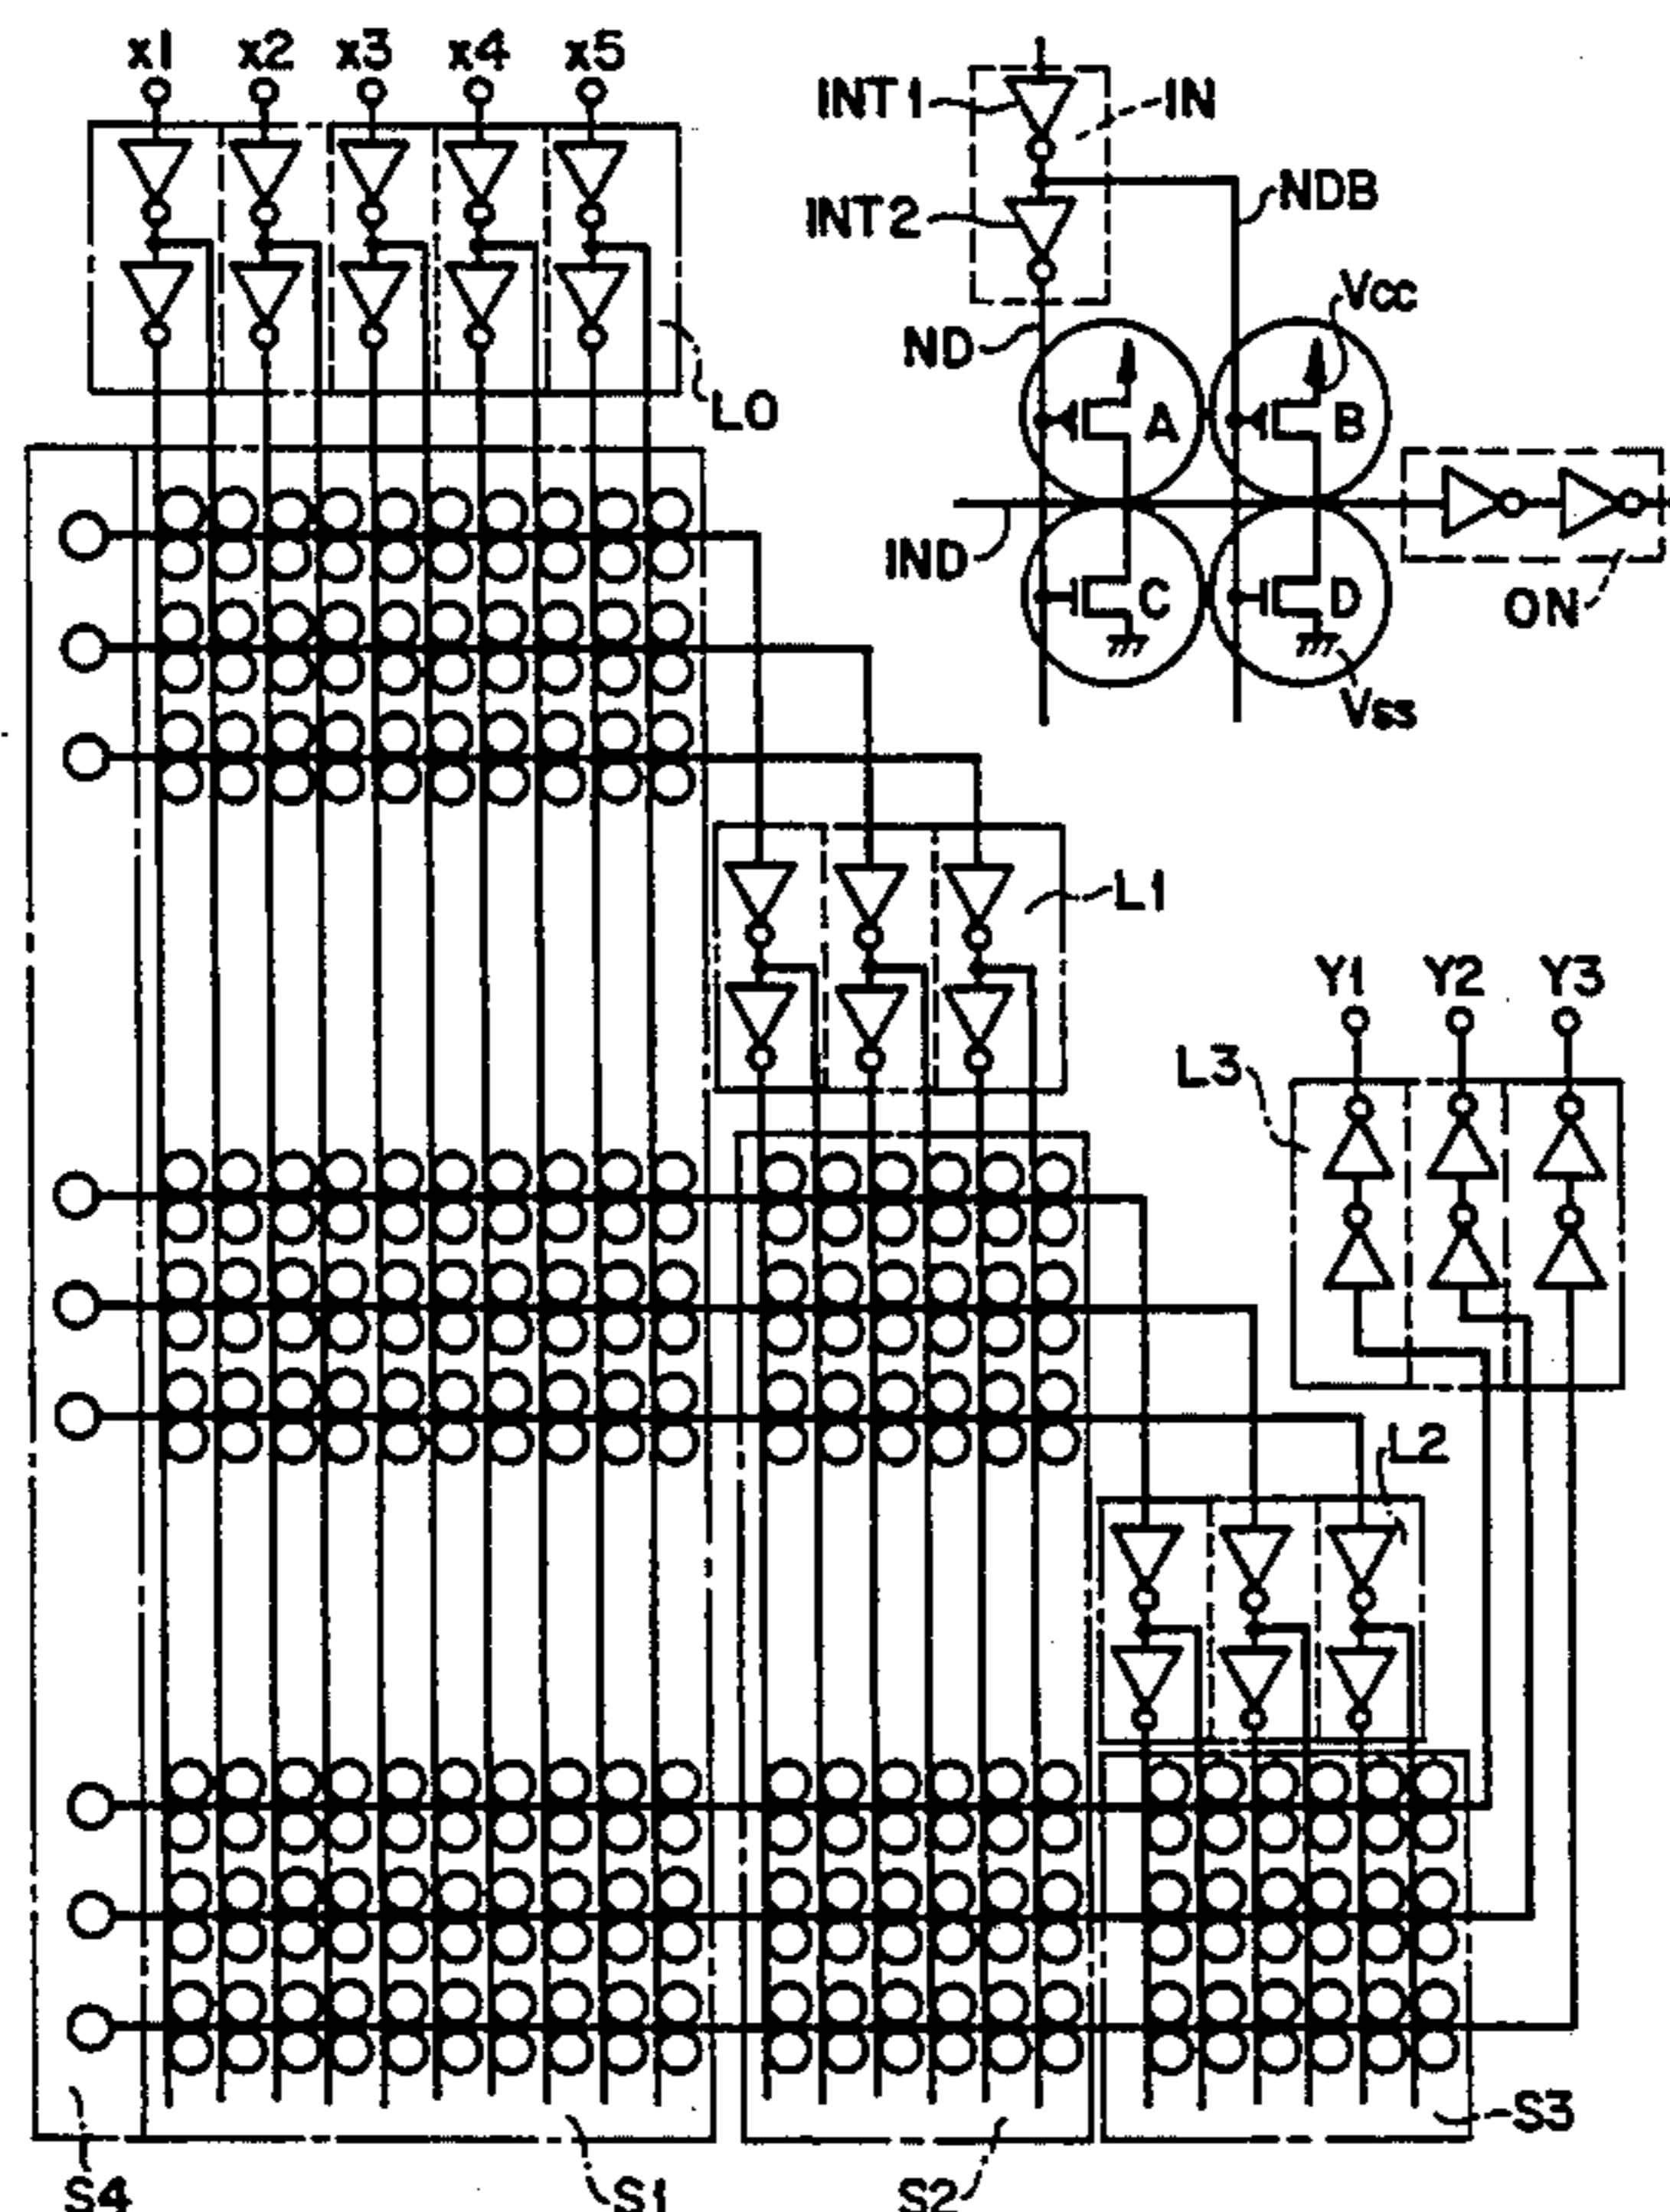 x1 x2 x3 x4 x5
INT1
IN
INT2
NDB
Vcc
ND
L0
A
B
IND
C
D
ON
Vss
L1
Y1 Y2 Y3
L3
L2
S3
S4
S1
S2